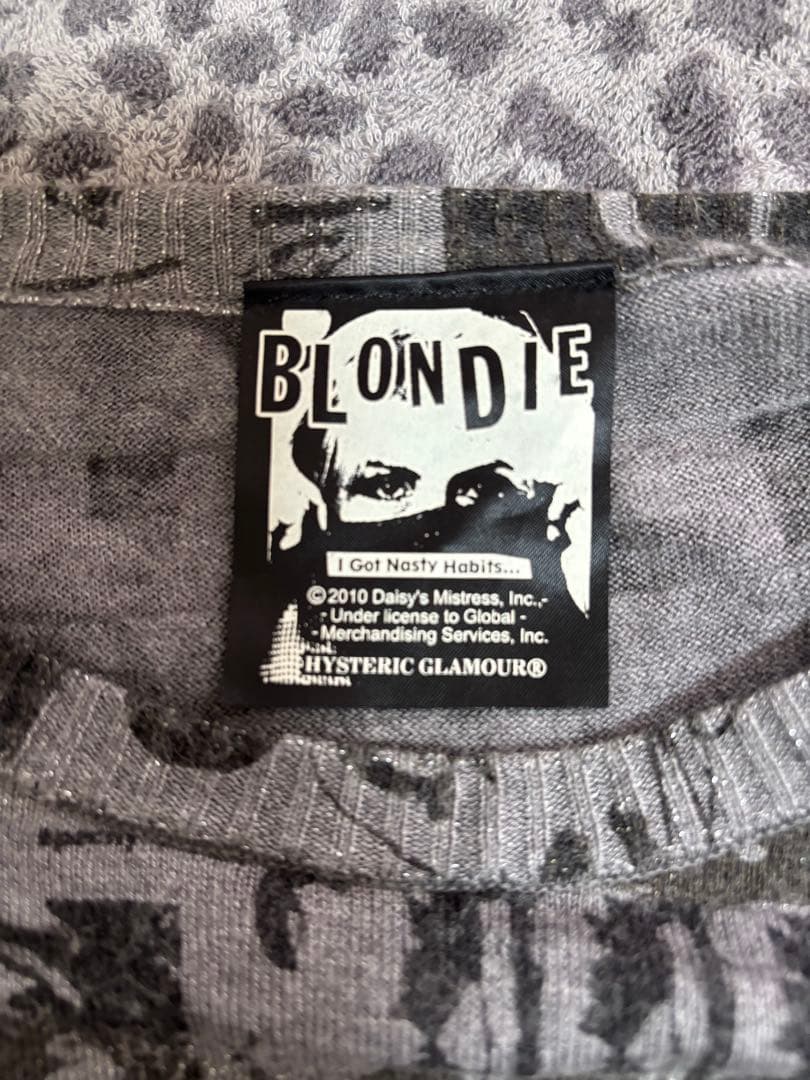 BLONDIE
I Got Nasty Habits...
©2010 Daisy's Mistress, Inc.,-
- Under license to Global -
- Merchandising Services, Inc.
HYSTERIC GLAMOUR®